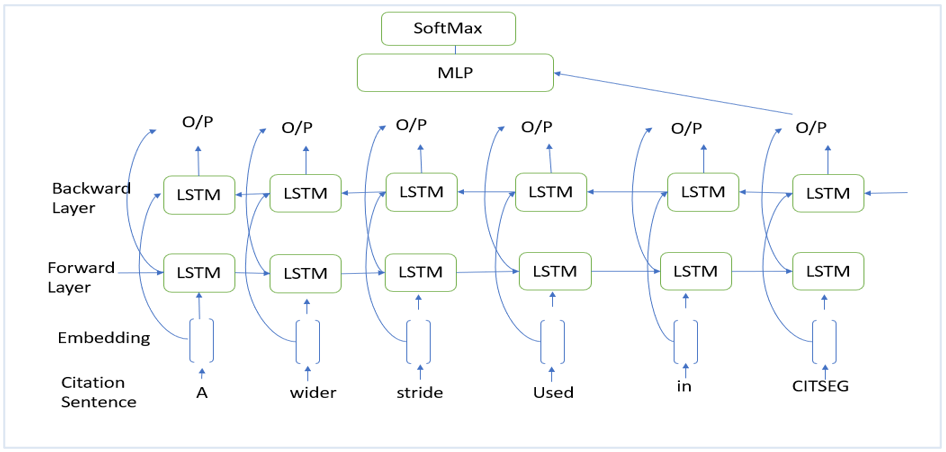 SoftMax
MLP
O/P O/P O/P O/P O/P O/P
Backward
Layer
LSTM LSTM LSTM LSTM LSTM LSTM
Forward
Layer
LSTM LSTM LSTM LSTM LSTM LSTM
Embedding
Citation
Sentence
A wider stride Used in CITSEG